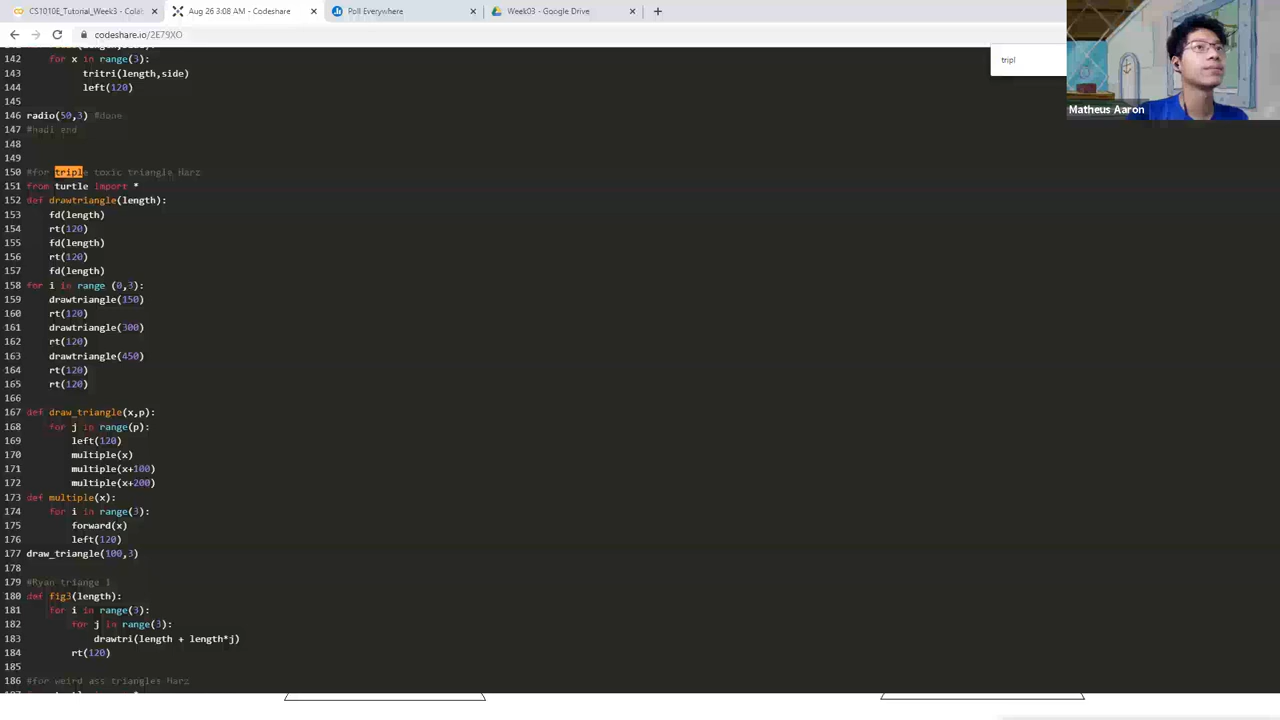 CS1010E_Tutorial_Week3 - Colab
Aug 26 3:08 AM - Codeshare
Poll Everywhere
Week03 - Google Drive
codeshare.io/2E79XO
tripl
Matheus Aaron
142 for x in range(3):
143 tritri(length,side)
144 left(120)
145
146 radio(50,3) #done
147 #nadi end
148
149
150 #for triple toxic triangle Harz
151 from turtle import *
152 def drawtriangle(length):
153 fd(length)
154 rt(120)
155 fd(length)
156 rt(120)
157 fd(length)
158 for i in range (0,3):
159 drawtriangle(150)
160 rt(120)
161 drawtriangle(300)
162 rt(120)
163 drawtriangle(450)
164 rt(120)
165 rt(120)
166
167 def draw_triangle(x,p):
168 for j in range(p):
169 left(120)
170 multiple(x)
171 multiple(x+100)
172 multiple(x+200)
173 def multiple(x):
174 for i in range(3):
175 forward(x)
176 left(120)
177 draw_triangle(100,3)
178
179 #Ryan triange 1
180 def fig3(length):
181 for i in range(3):
182 for j in range(3):
183 drawtri(length + length*j)
184 rt(120)
185
186 #for weird ass triangles Harz